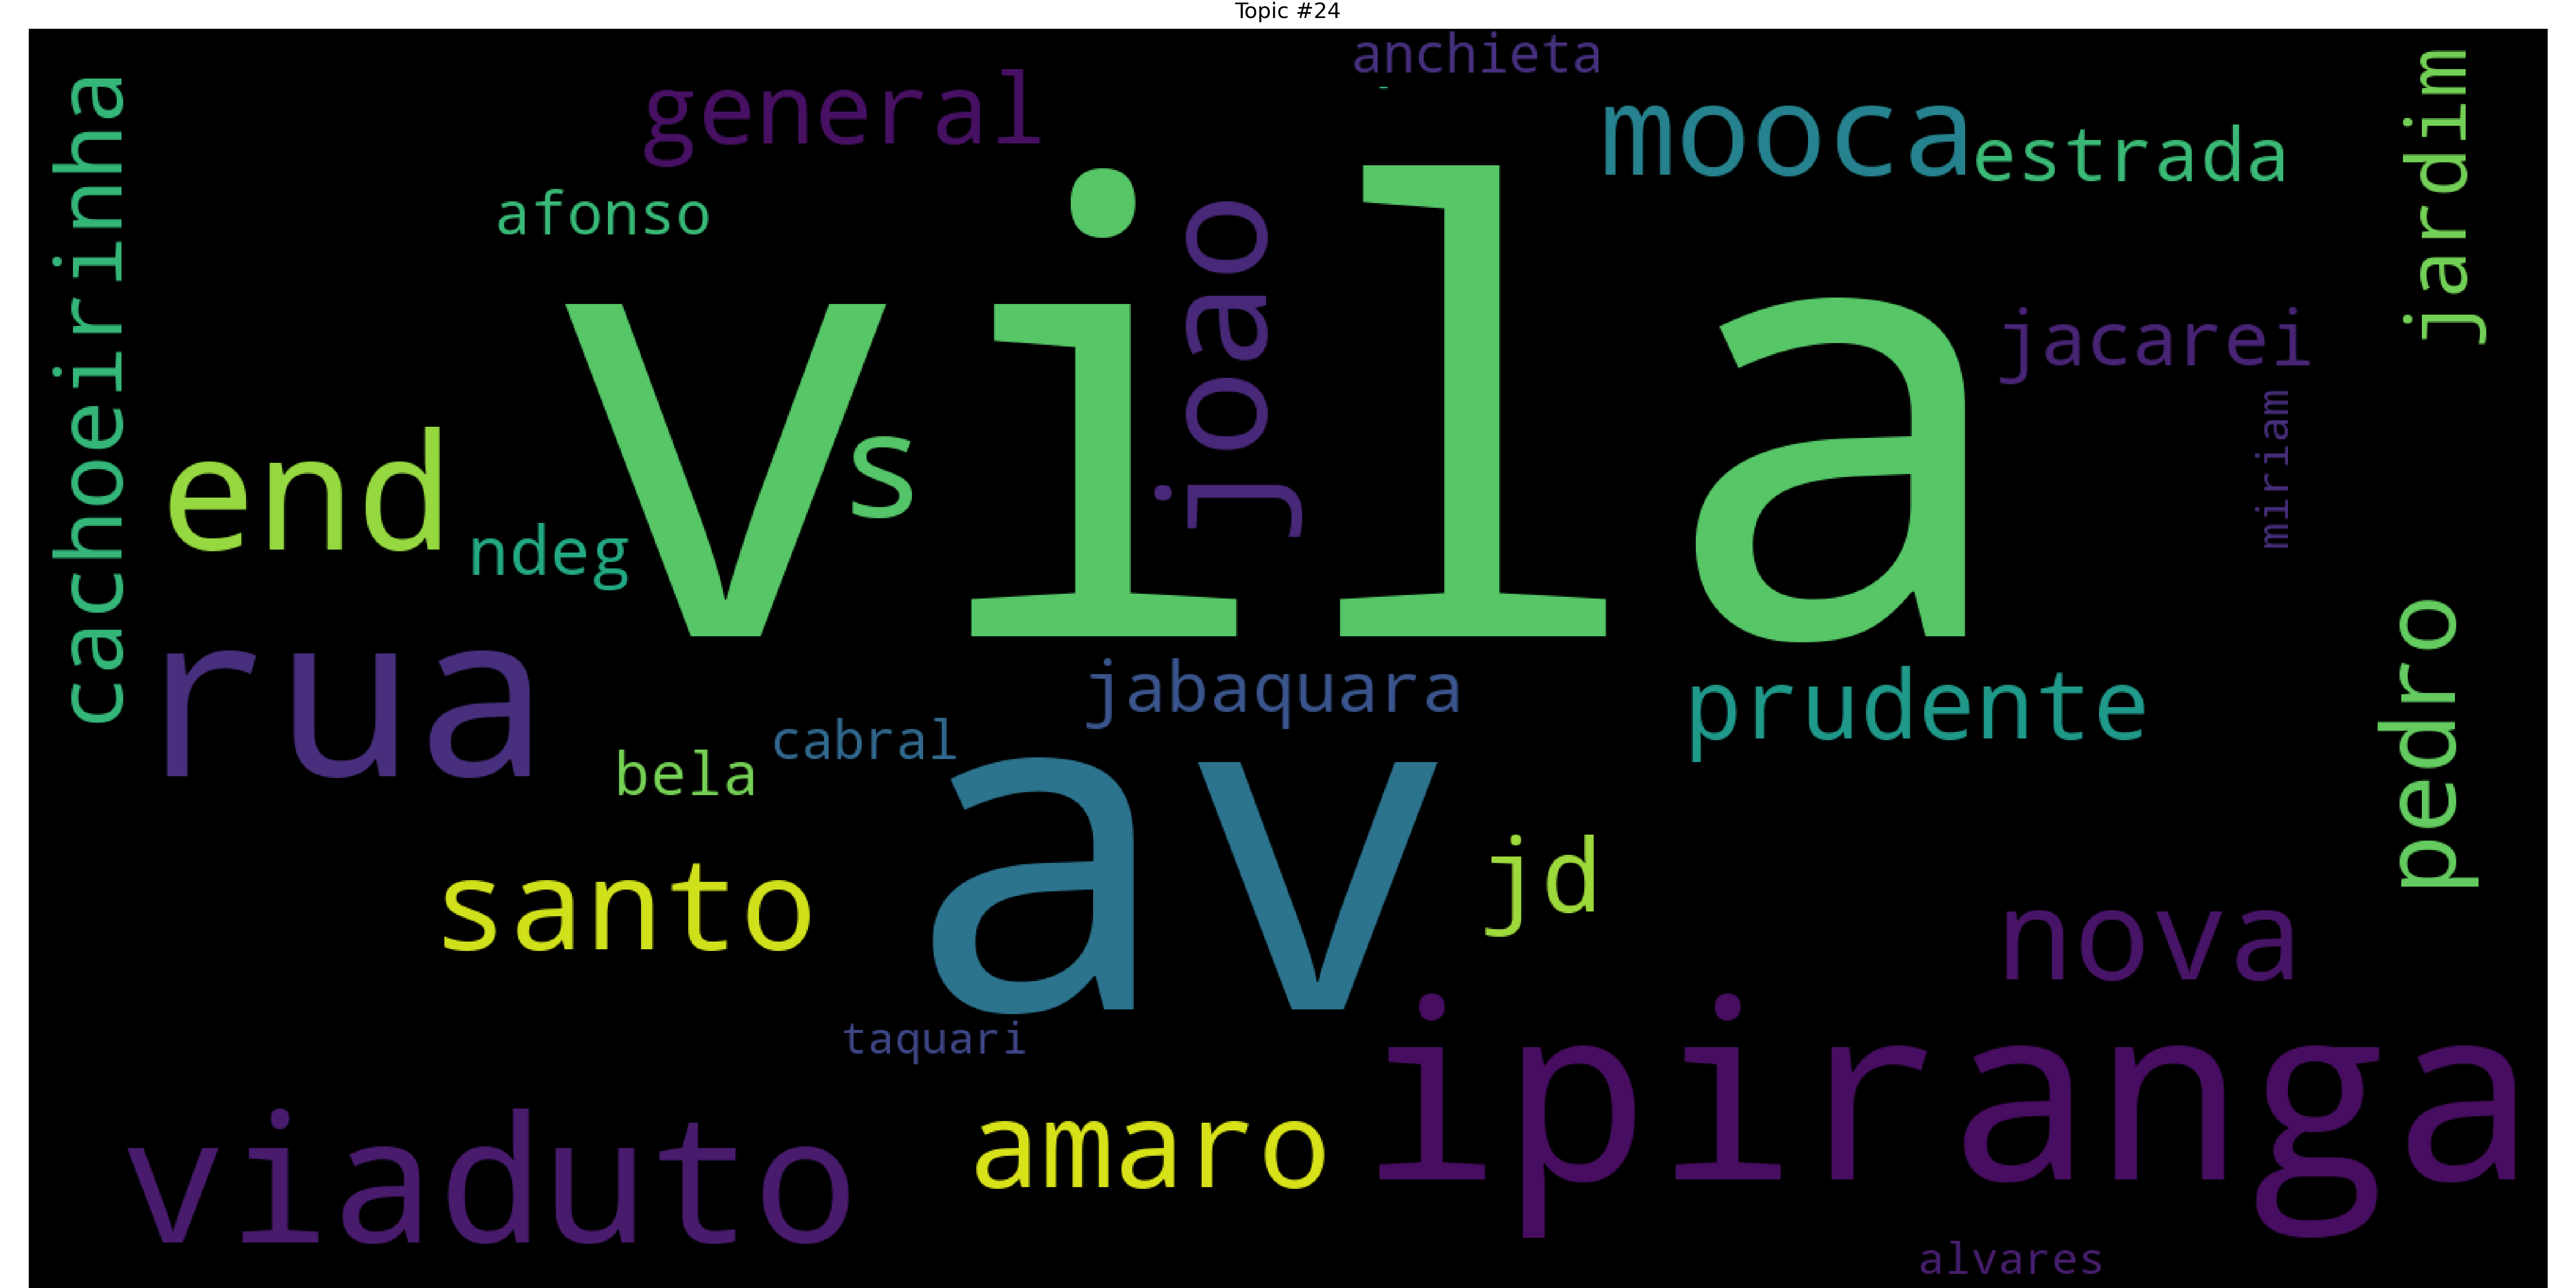 Topic #24
anchieta
general
mooca
estrada
jardim
cachoeirinha
afonso
joao
vila
jacarei
miriam
end
s
ndeg
rua
jabaquara
prudente
pedro
cabral
bela
av
jd
santo
nova
taquari
ipiranga
viaduto
amaro
alvares